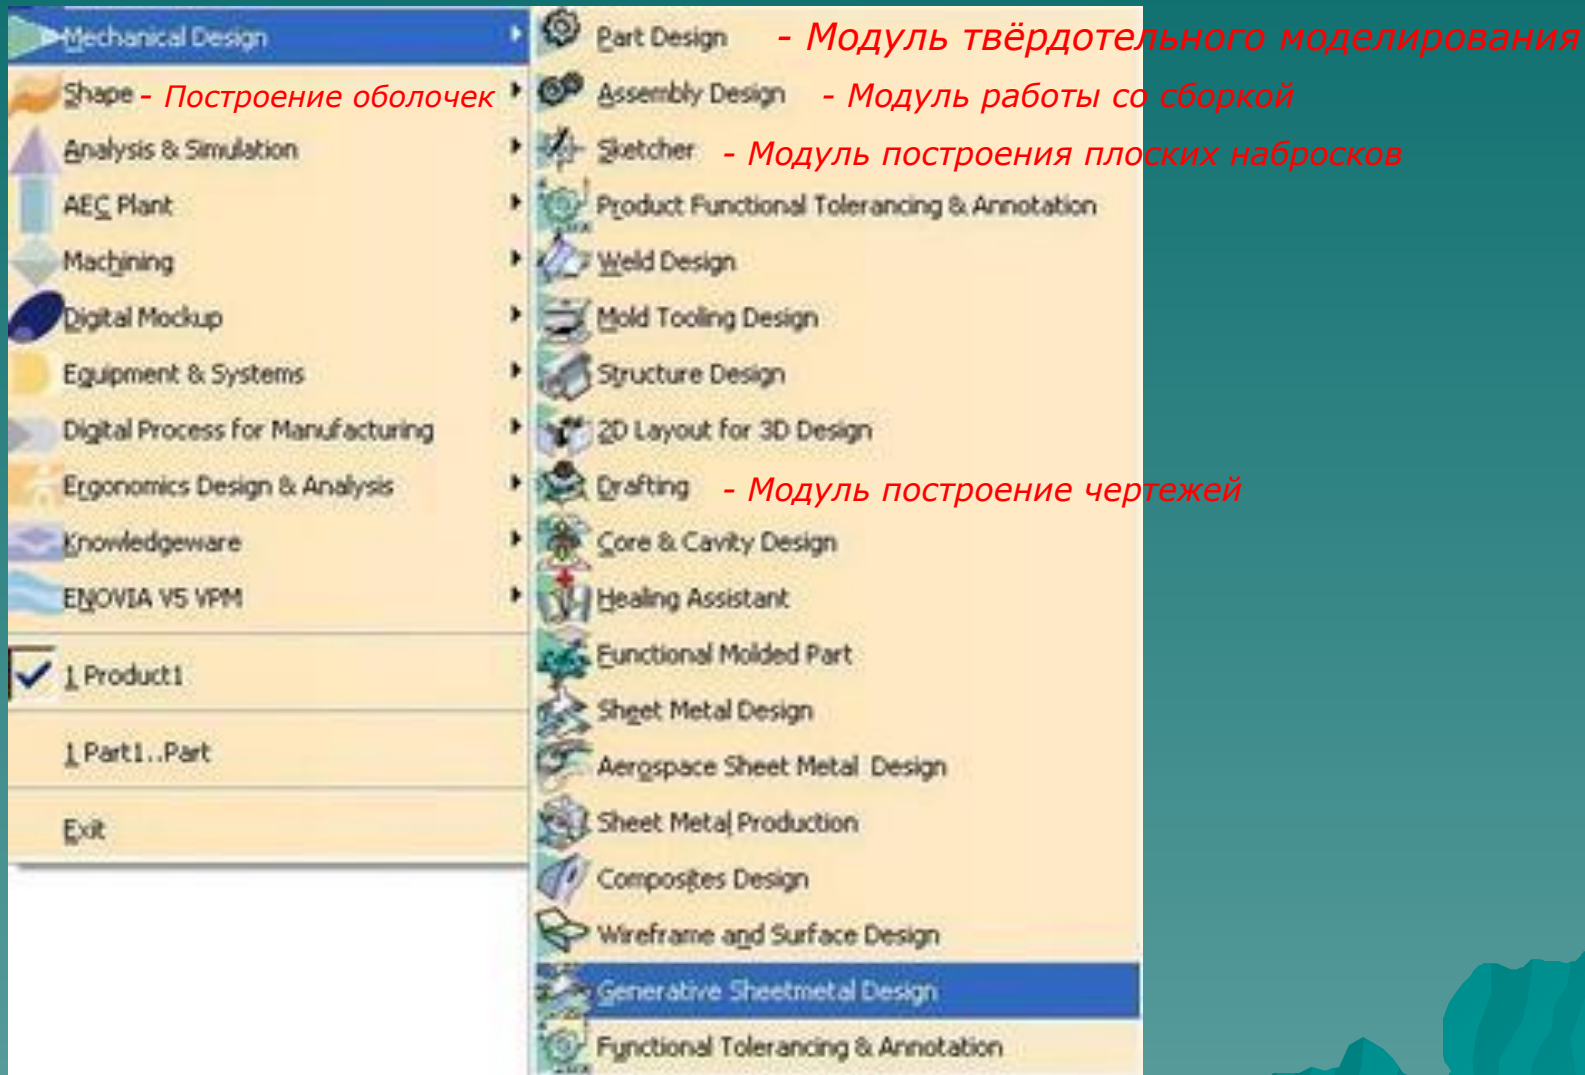 Mechanical Design
Shape - Построение оболочек
Analysis & Simulation
AEC Plant
Machining
Digital Mockup
Equipment & Systems
Digital Process for Manufacturing
Ergonomics Design & Analysis
Knowledgeware
ENOVIA V5 VPM
1 Product1
1 Part1..Part
Exit
Part Design - Модуль твёрдотельного моделирования
Assembly Design - Модуль работы со сборкой
Sketcher - Модуль построения плоских набросков
Product Functional Tolerancing & Annotation
Weld Design
Mold Tooling Design
Structure Design
2D Layout for 3D Design
Drafting - Модуль построение чертежей
Core & Cavity Design
Healing Assistant
Functional Molded Part
Sheet Metal Design
Aerospace Sheet Metal Design
Sheet Metal Production
Composites Design
Wireframe and Surface Design
Generative Sheetmetal Design
Functional Tolerancing & Annotation